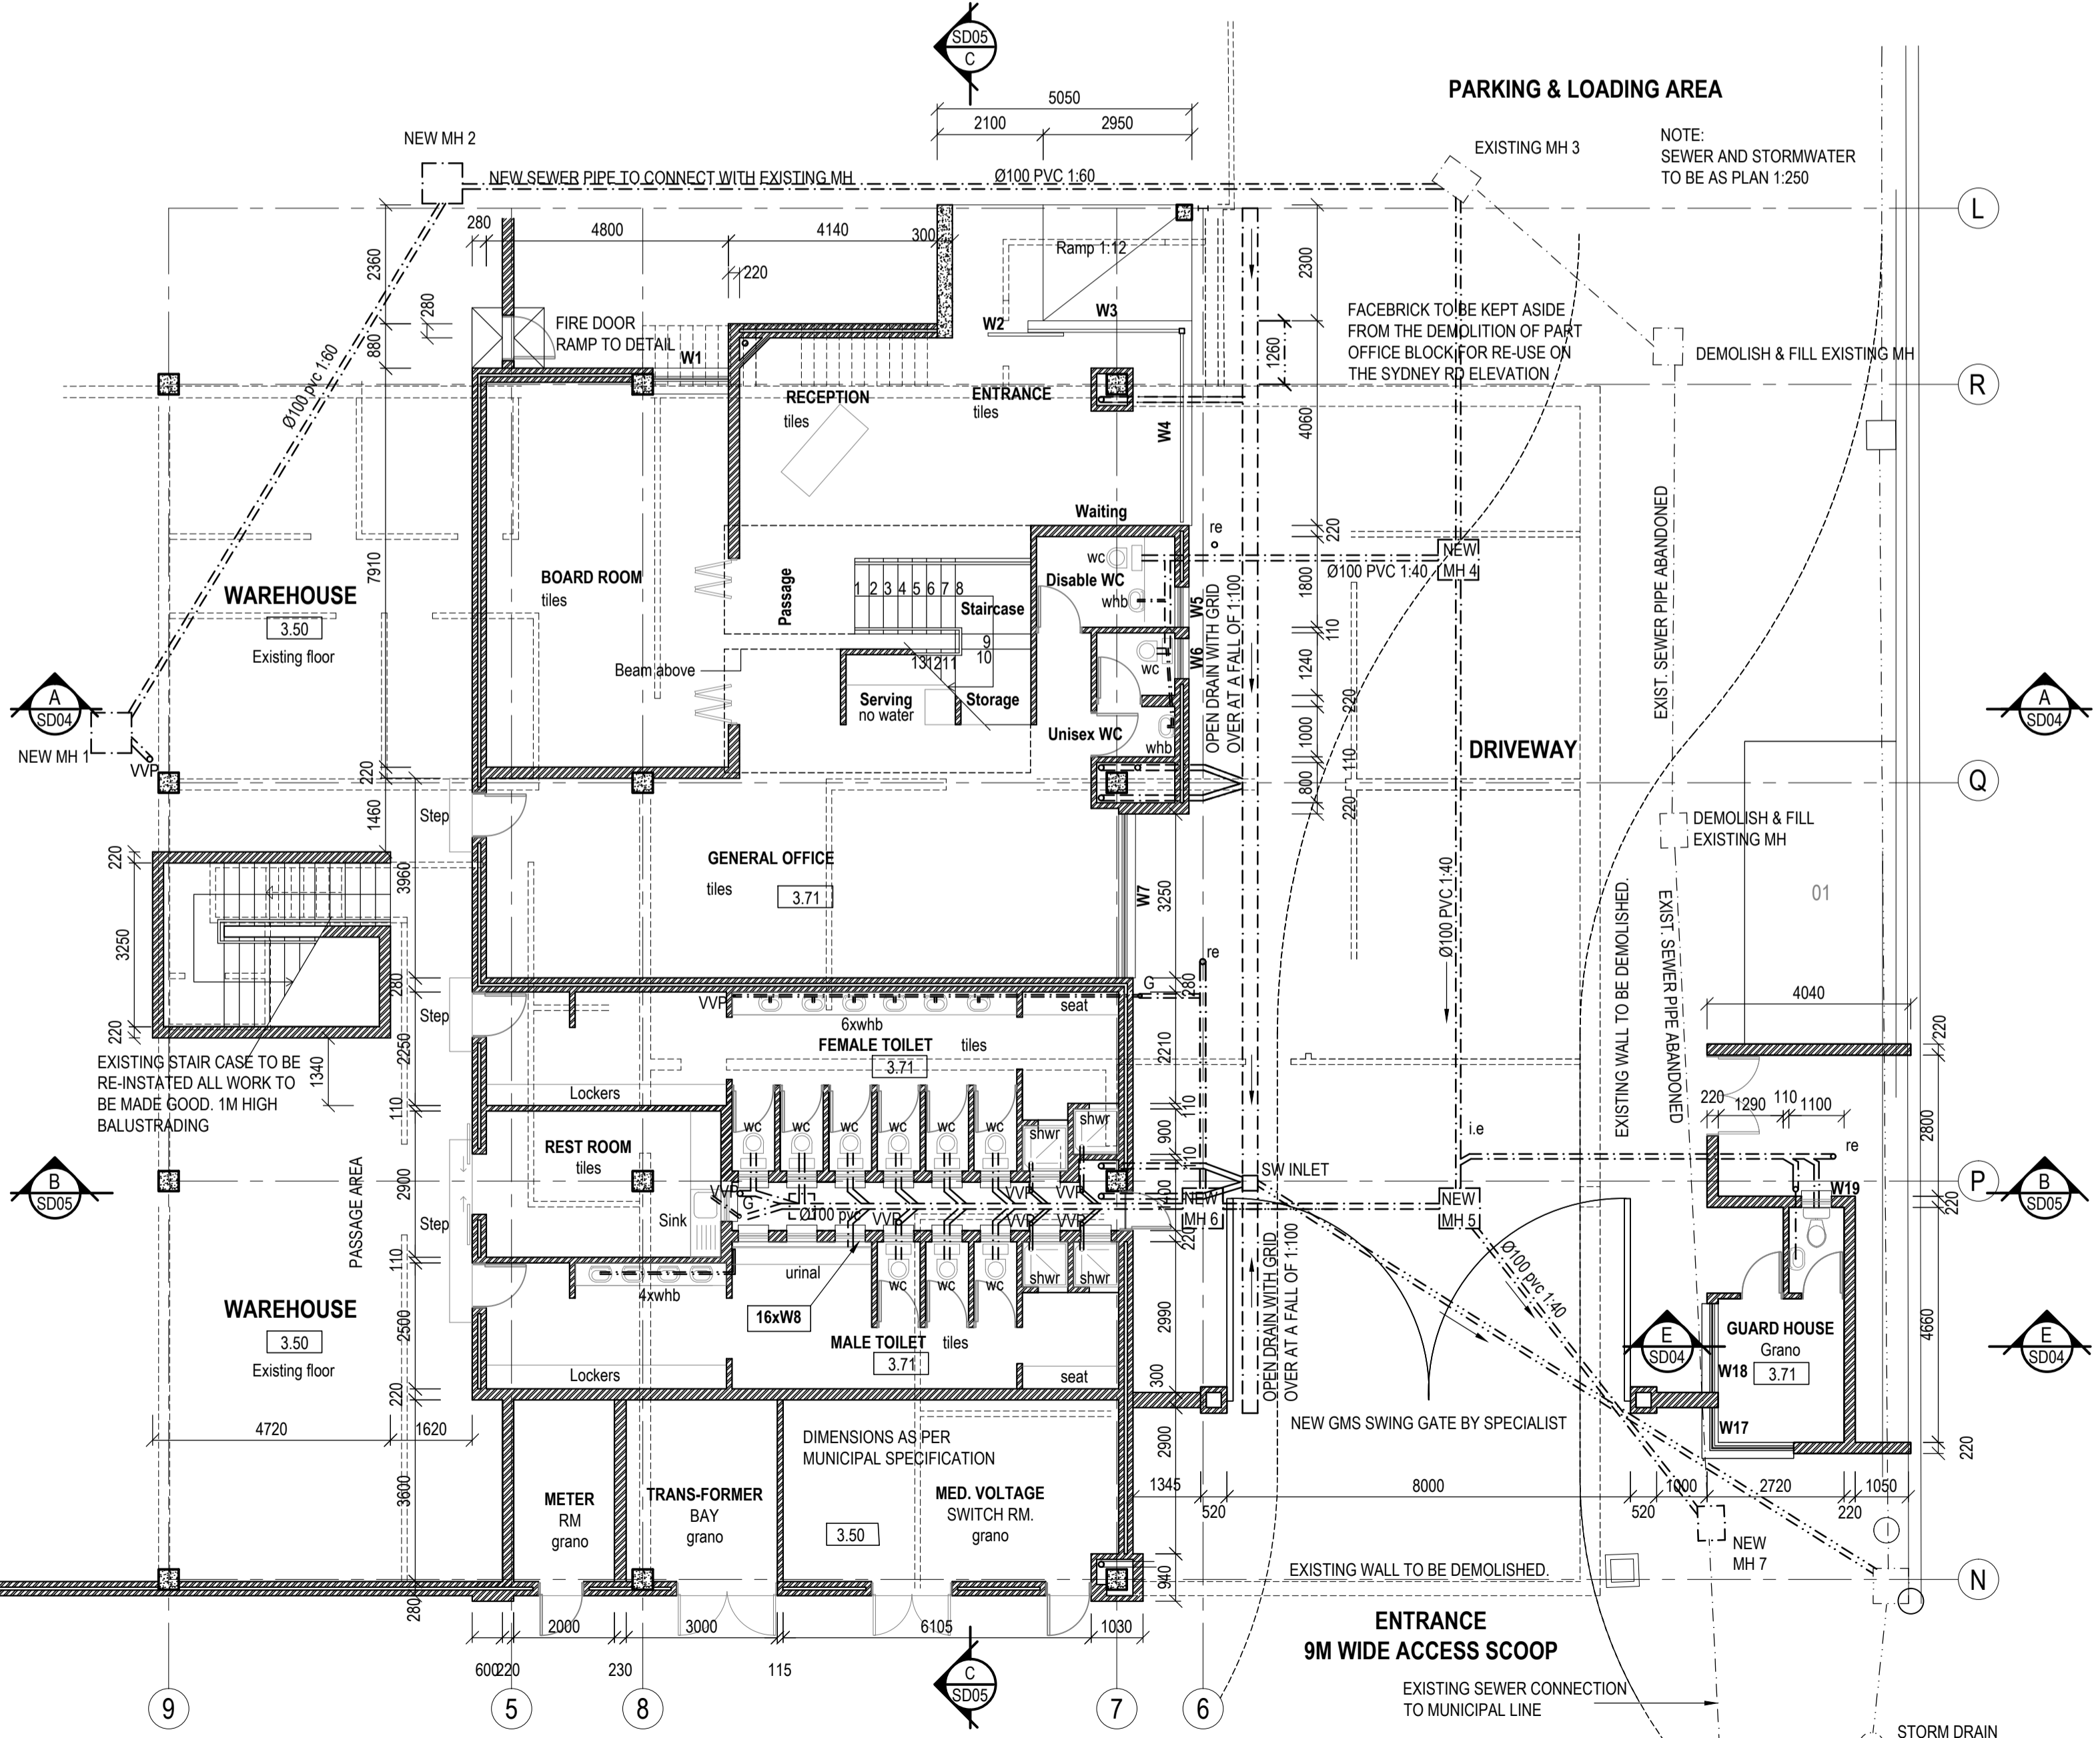 SD05
C
PARKING & LOADING AREA
5050
2100
2950
NEW MH 2
EXISTING MH 3
NOTE:
SEWER AND STORMWATER
TO BE AS PLAN 1:250
NEW SEWER PIPE TO CONNECT WITH EXISTING MH
Ø100 PVC 1:60
L
280
4800
4140
300
220
Ramp 1:12
2360
280
880
2300
1260
FIRE DOOR
RAMP TO DETAIL
W1
W2
W3
FACEBRICK TO BE KEPT ASIDE
FROM THE DEMOLITION OF PART
OFFICE BLOCK FOR RE-USE ON
THE SYDNEY RD ELEVATION
DEMOLISH & FILL EXISTING MH
R
Ø100 pvc 1:60
RECEPTION
tiles
ENTRANCE
tiles
W4
4060
EXIST. SEWER PIPE ABANDONED
Waiting
re
220
NEW
MH 4
Ø100 PVC 1:40
7910
WAREHOUSE
3.50
Existing floor
BOARD ROOM
tiles
Passage
1 2 3 4 5 6 7 8
Staircase
9
10
131211
wc
Disable WC
whb
W5
1800
110
OPEN DRAIN WITH GRID
OVER AT A FALL OF 1:100
Beam above
Serving
no water
Storage
wc
W6
1240
220
1000
110
Unisex WC
whb
800
220
DRIVEWAY
A
SD04
A
SD04
NEW MH 1
VVP
220
1460
Q
Step
DEMOLISH & FILL
EXISTING MH
GENERAL OFFICE
tiles
3.71
W7
3250
220
3250
220
3960
280
01
Ø100 PVC 1:40
EXISTING WALL TO BE DEMOLISHED.
EXIST. SEWER PIPE ABANDONED
re
G
280
Step
VVP
6xwhb
seat
FEMALE TOILET
tiles
3.71
2250
2210
4040
220
EXISTING STAIR CASE TO BE
RE-INSTATED ALL WORK TO
BE MADE GOOD. 1M HIGH
BALUSTRADING
1340
110
Lockers
110
900
110
220
1290
110
1100
2800
wc
wc
wc
wc
wc
wc
shwr
shwr
i.e
re
REST ROOM
tiles
PASSAGE AREA
2900
SW INLET
B
SD05
P
B
SD05
VVP
G
Ø100 pvc
VVP
VVP
VVP
VVP
VVP
1400
NEW
MH 6
NEW
MH 5
W19
220
Step
Sink
220
110
urinal
4xwhb
wc
wc
wc
shwr
shwr
Ø100 pvc 1:40
WAREHOUSE
3.50
Existing floor
16xW8
MALE TOILET
tiles
3.71
2500
2990
OPEN DRAIN WITH GRID
OVER AT A FALL OF 1:100
E
SD04
GUARD HOUSE
Grano
3.71
W18
4660
E
SD04
Lockers
seat
300
220
NEW GMS SWING GATE BY SPECIALIST
W17
220
4720
1620
DIMENSIONS AS PER
MUNICIPAL SPECIFICATION
2900
3600
1345
520
8000
520
1000
2720
220
1050
METER
RM
grano
TRANS-FORMER
BAY
grano
MED. VOLTAGE
SWITCH RM.
grano
3.50
NEW
MH 7
EXISTING WALL TO BE DEMOLISHED.
940
280
N
2000
3000
6105
1030
600
220
230
115
ENTRANCE
9M WIDE ACCESS SCOOP
C
SD05
EXISTING SEWER CONNECTION
TO MUNICIPAL LINE
9
5
8
7
6
STORM DRAIN